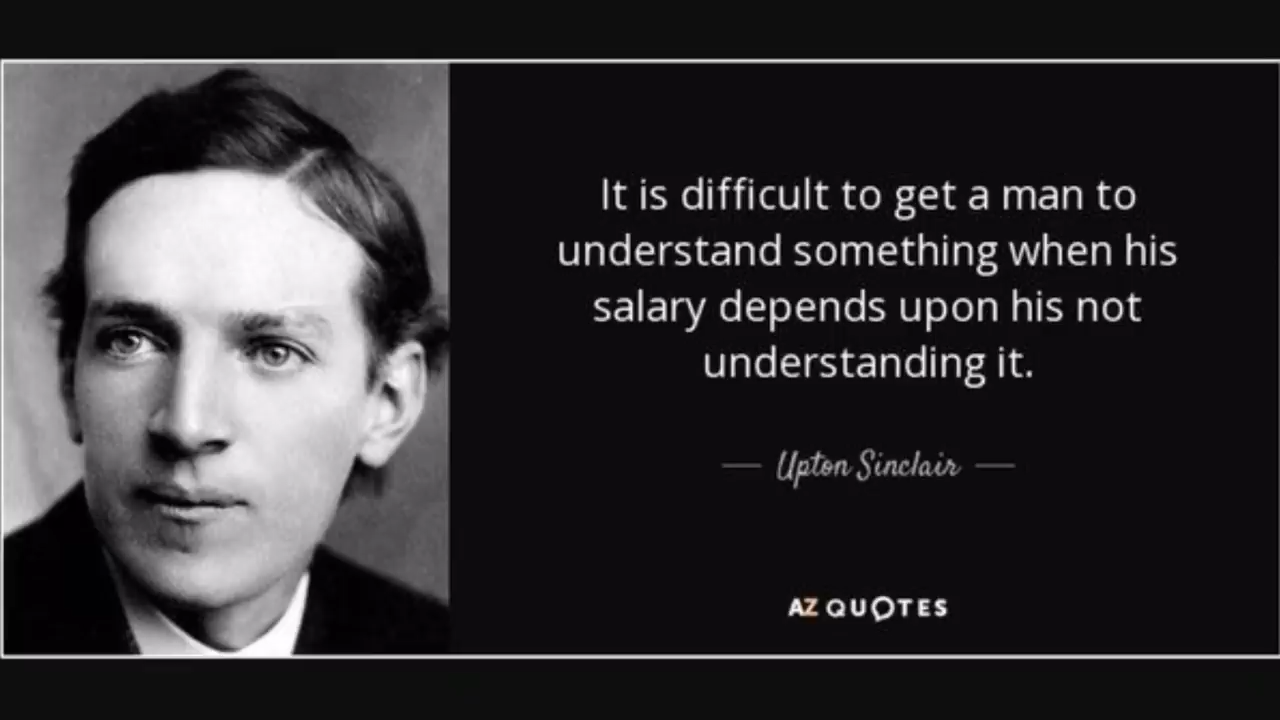 It is difficult to get a man to
understand something when his
salary depends upon his not
understanding it.
Upton Sinclair
AZ QUOTES